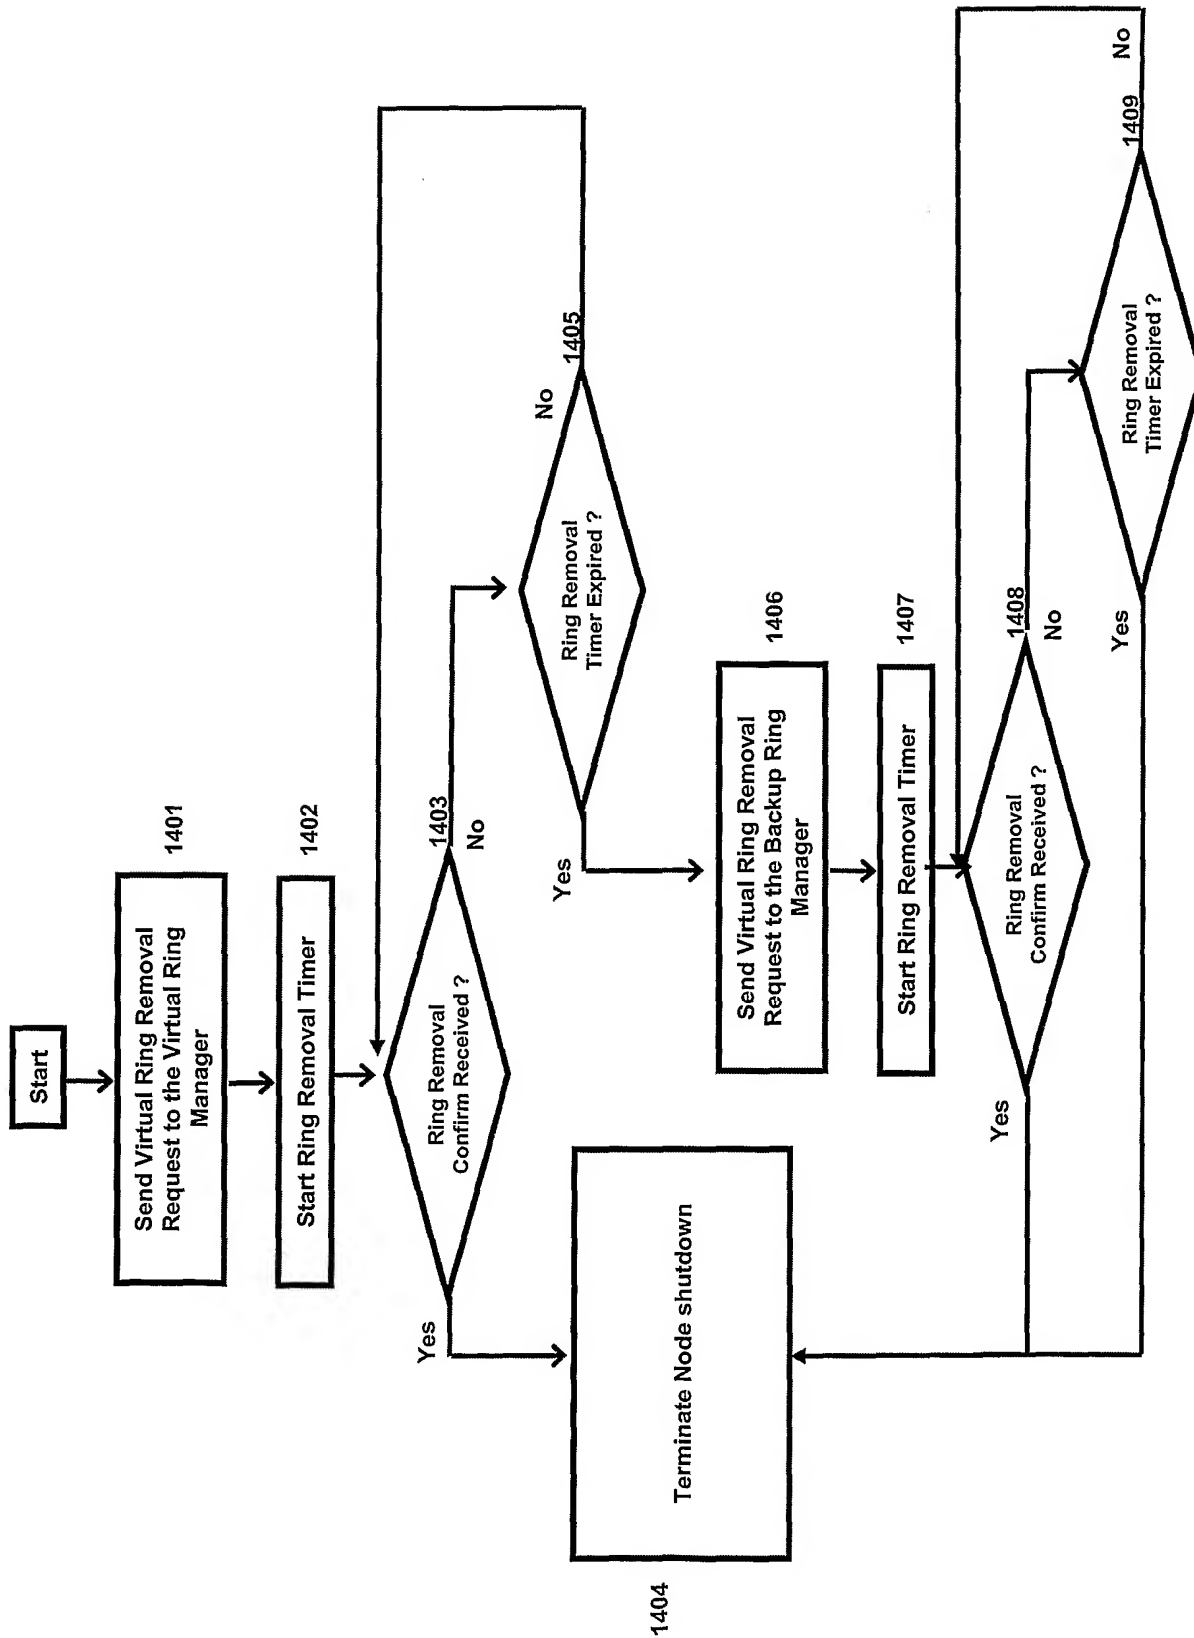 Start
Send Virtual Ring Removal
Request to the Virtual Ring
Manager
1401
Start Ring Removal Timer
1402
Ring Removal
Confirm Received ?
1403
Yes
No
Terminate Node shutdown
1404
Ring Removal
Timer Expired ?
1405
No
Yes
Send Virtual Ring Removal
Request to the Backup Ring
Manager
1406
Start Ring Removal Timer
1407
Ring Removal
Confirm Received ?
1408
Yes
No
Ring Removal
Timer Expired ?
1409
Yes
No